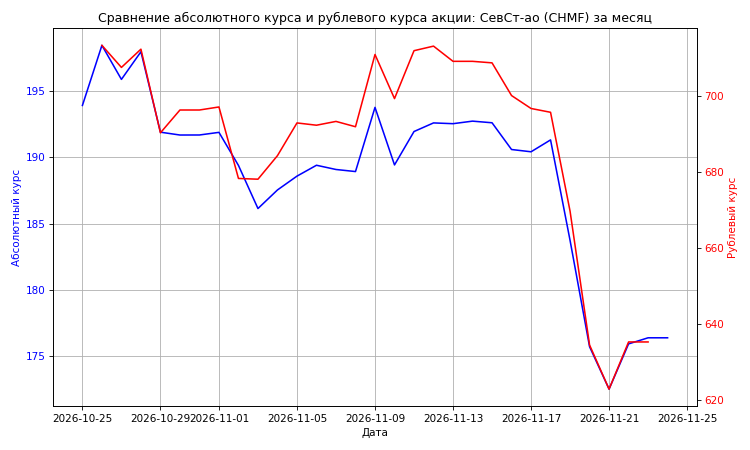 Сравнение абсолютного курса и рублевого курса акции: СевСт-ао (CHMF) за месяц
195
190
185
180
175
Абсолютный курс
700
680
660
640
620
Рублевый курс
2026-10-25 2026-10-29 2026-11-01 2026-11-05 2026-11-09 2026-11-13 2026-11-17 2026-11-21 2026-11-25
Дата